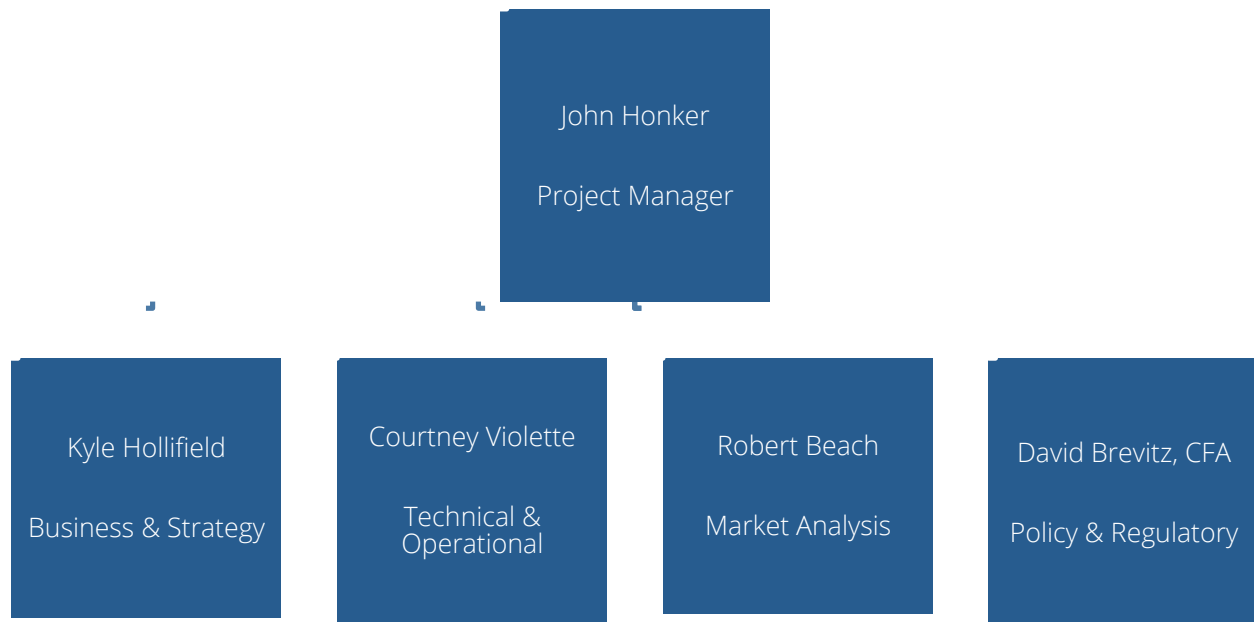 John Honker
Project Manager
Kyle Hollifield
Business & Strategy
Courtney Violette
Technical &
Operational
Robert Beach
Market Analysis
David Brevitz, CFA
Policy & Regulatory